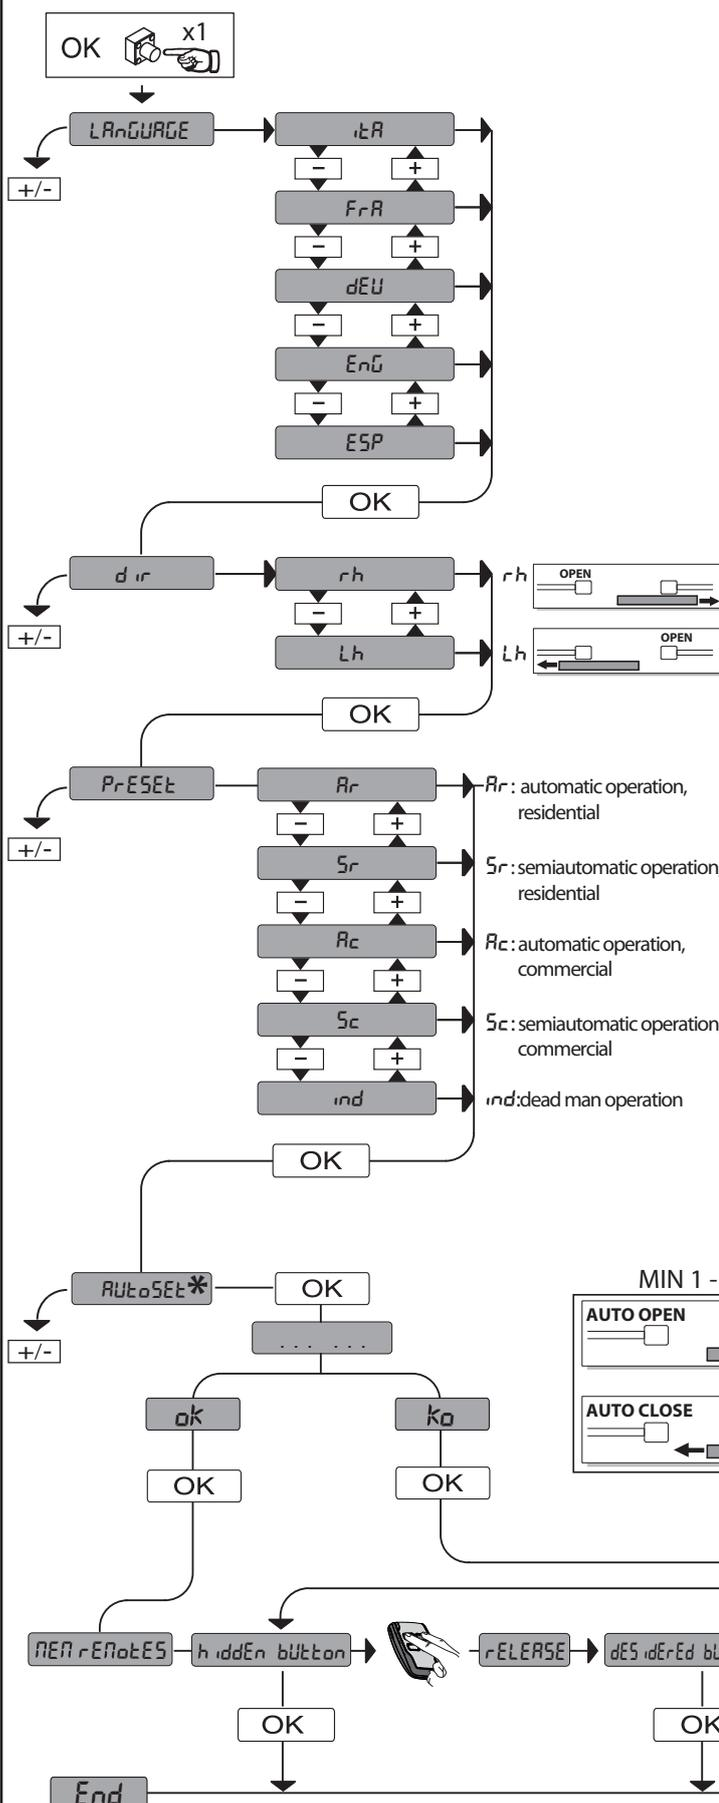 OK x1
LAnGUAGE itA
+/-
- +
FrA
- +
dEU
- +
EnG
- +
ESP
OK
dir rh rh OPEN
+/-
- +
Lh Lh OPEN
OK
PrESEt Ar Ar: automatic operation,
residential
+/-
- +
Sr Sr: semiautomatic operation,
residential
- +
Ac Ac: automatic operation,
commercial
- +
Sc Sc: semiautomatic operation
commercial
- +
ind ind:dead man operation
OK
AUtoSEt* OK
+/-
... ...
MIN 1 -
AUTO OPEN
AUTO CLOSE
ok ko
OK OK
MEM rEMotES hiddEn bUtton rELEASE dESidErEd
OK OK
End